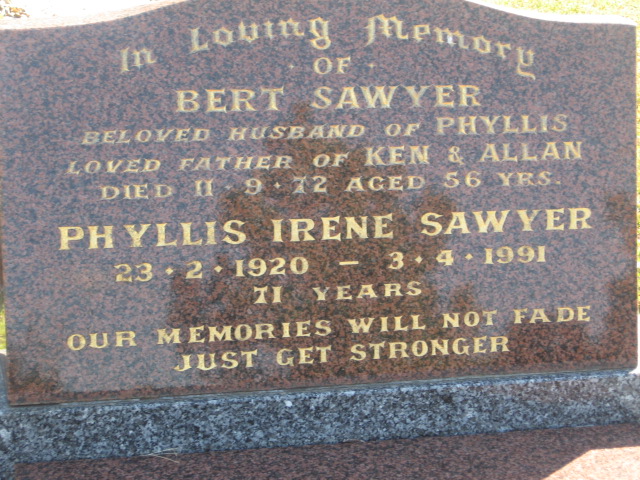 In Loving Memory
· OF ·
BERT SAWYER
BELOVED HUSBAND OF PHYLLIS
LOVED FATHER OF KEN & ALLAN
DIED 11·9·72 AGED 56 YRS.
PHYLLIS IRENE SAWYER
23·2·1920 – 3·4·1991
71 YEARS
OUR MEMORIES WILL NOT FADE
JUST GET STRONGER